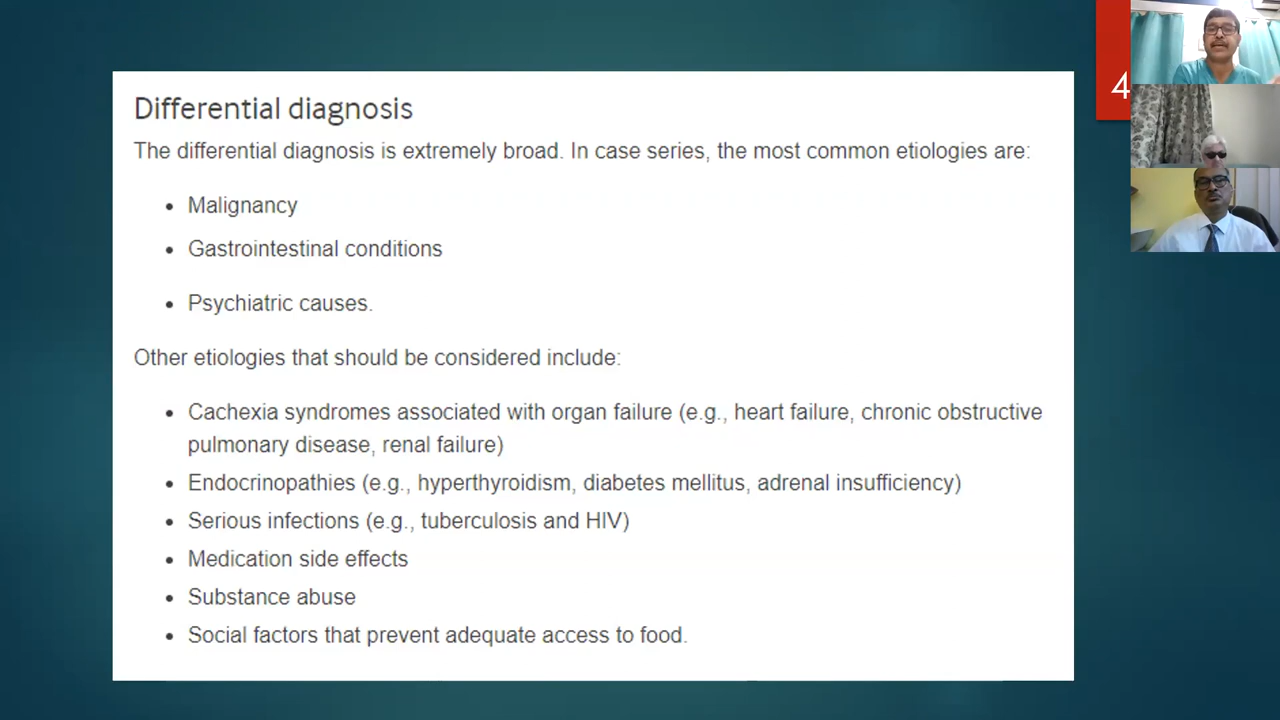 Differential diagnosis
The differential diagnosis is extremely broad. In case series, the most common etiologies are:
• Malignancy
• Gastrointestinal conditions
• Psychiatric causes.
Other etiologies that should be considered include:
• Cachexia syndromes associated with organ failure (e.g., heart failure, chronic obstructive
pulmonary disease, renal failure)
• Endocrinopathies (e.g., hyperthyroidism, diabetes mellitus, adrenal insufficiency)
• Serious infections (e.g., tuberculosis and HIV)
• Medication side effects
• Substance abuse
• Social factors that prevent adequate access to food.
4